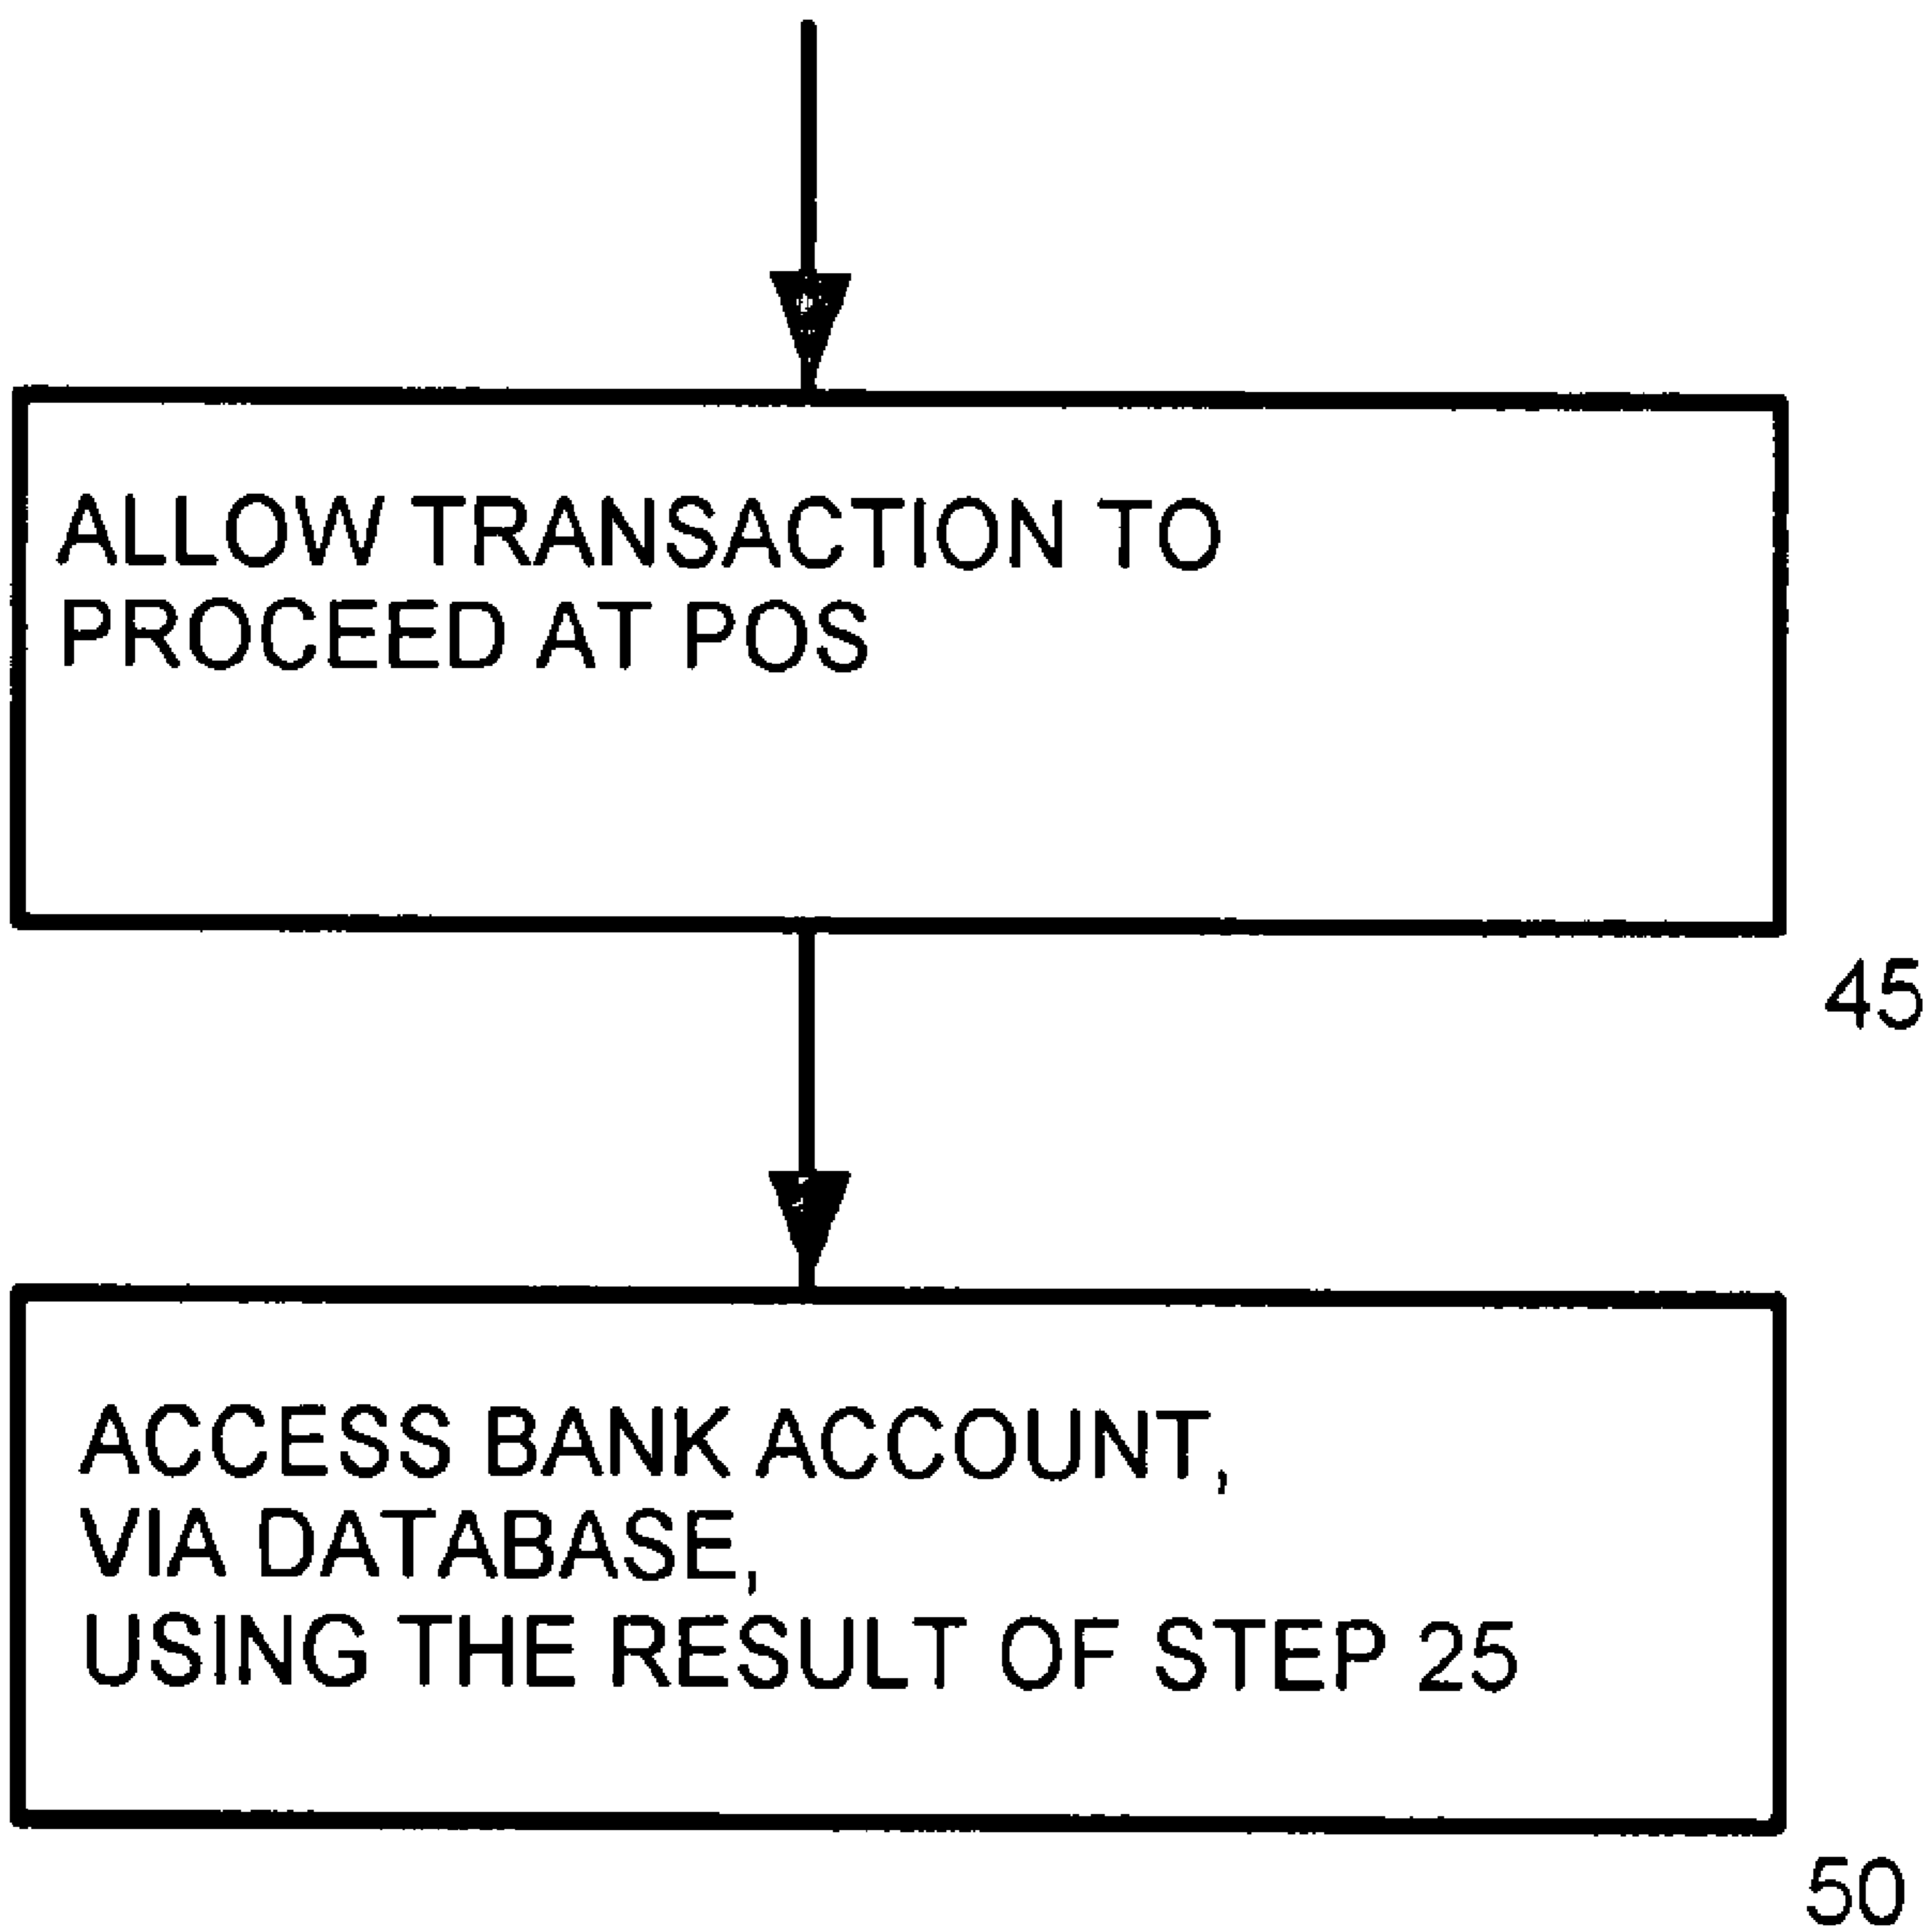 ALLOW TRANSACTION TO
PROCEED AT POS
45
ACCESS BANK ACCOUNT,
VIA DATABASE,
USING THE RESULT OF STEP 25
50